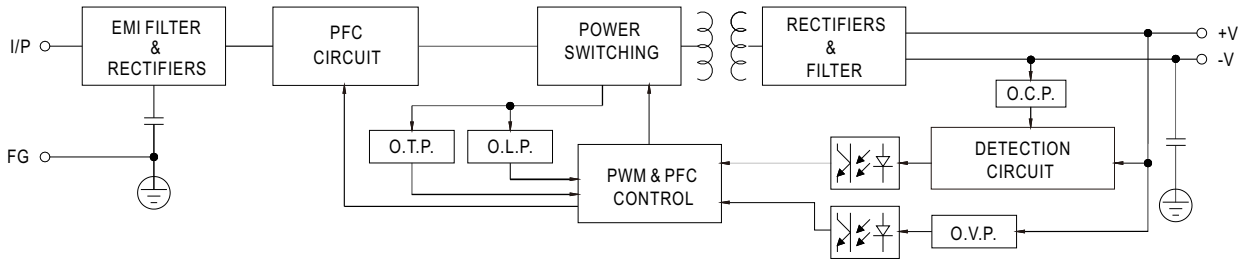 I/P
EMI FILTER
&
RECTIFIERS
PFC
CIRCUIT
POWER
SWITCHING
RECTIFIERS
&
FILTER
+V
-V
O.C.P.
FG
O.T.P.
O.L.P.
PWM & PFC
CONTROL
DETECTION
CIRCUIT
O.V.P.